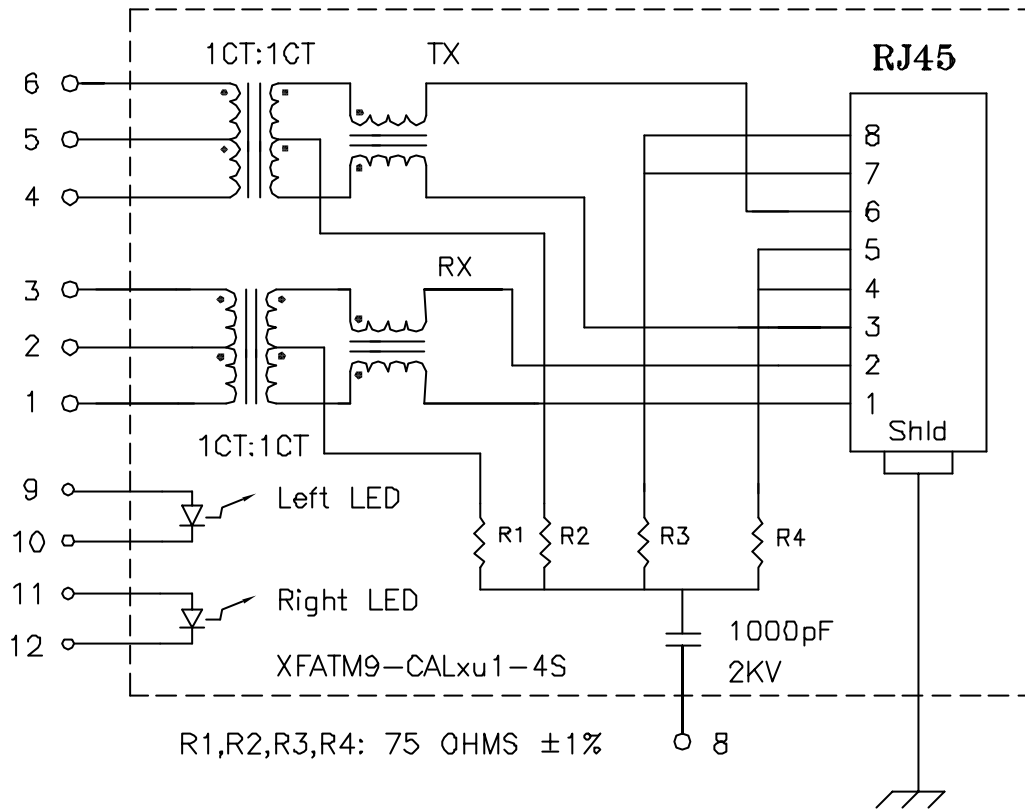 1CT:1CT
TX
RJ45
6
5
4
8
7
6
5
4
3
2
1
Shld
RX
3
2
1
1CT:1CT
9
10
Left LED
11
12
Right LED
R1
R2
R3
R4
1000pF
2KV
XFATM9-CALxu1-4S
R1,R2,R3,R4: 75 OHMS ±1%
8